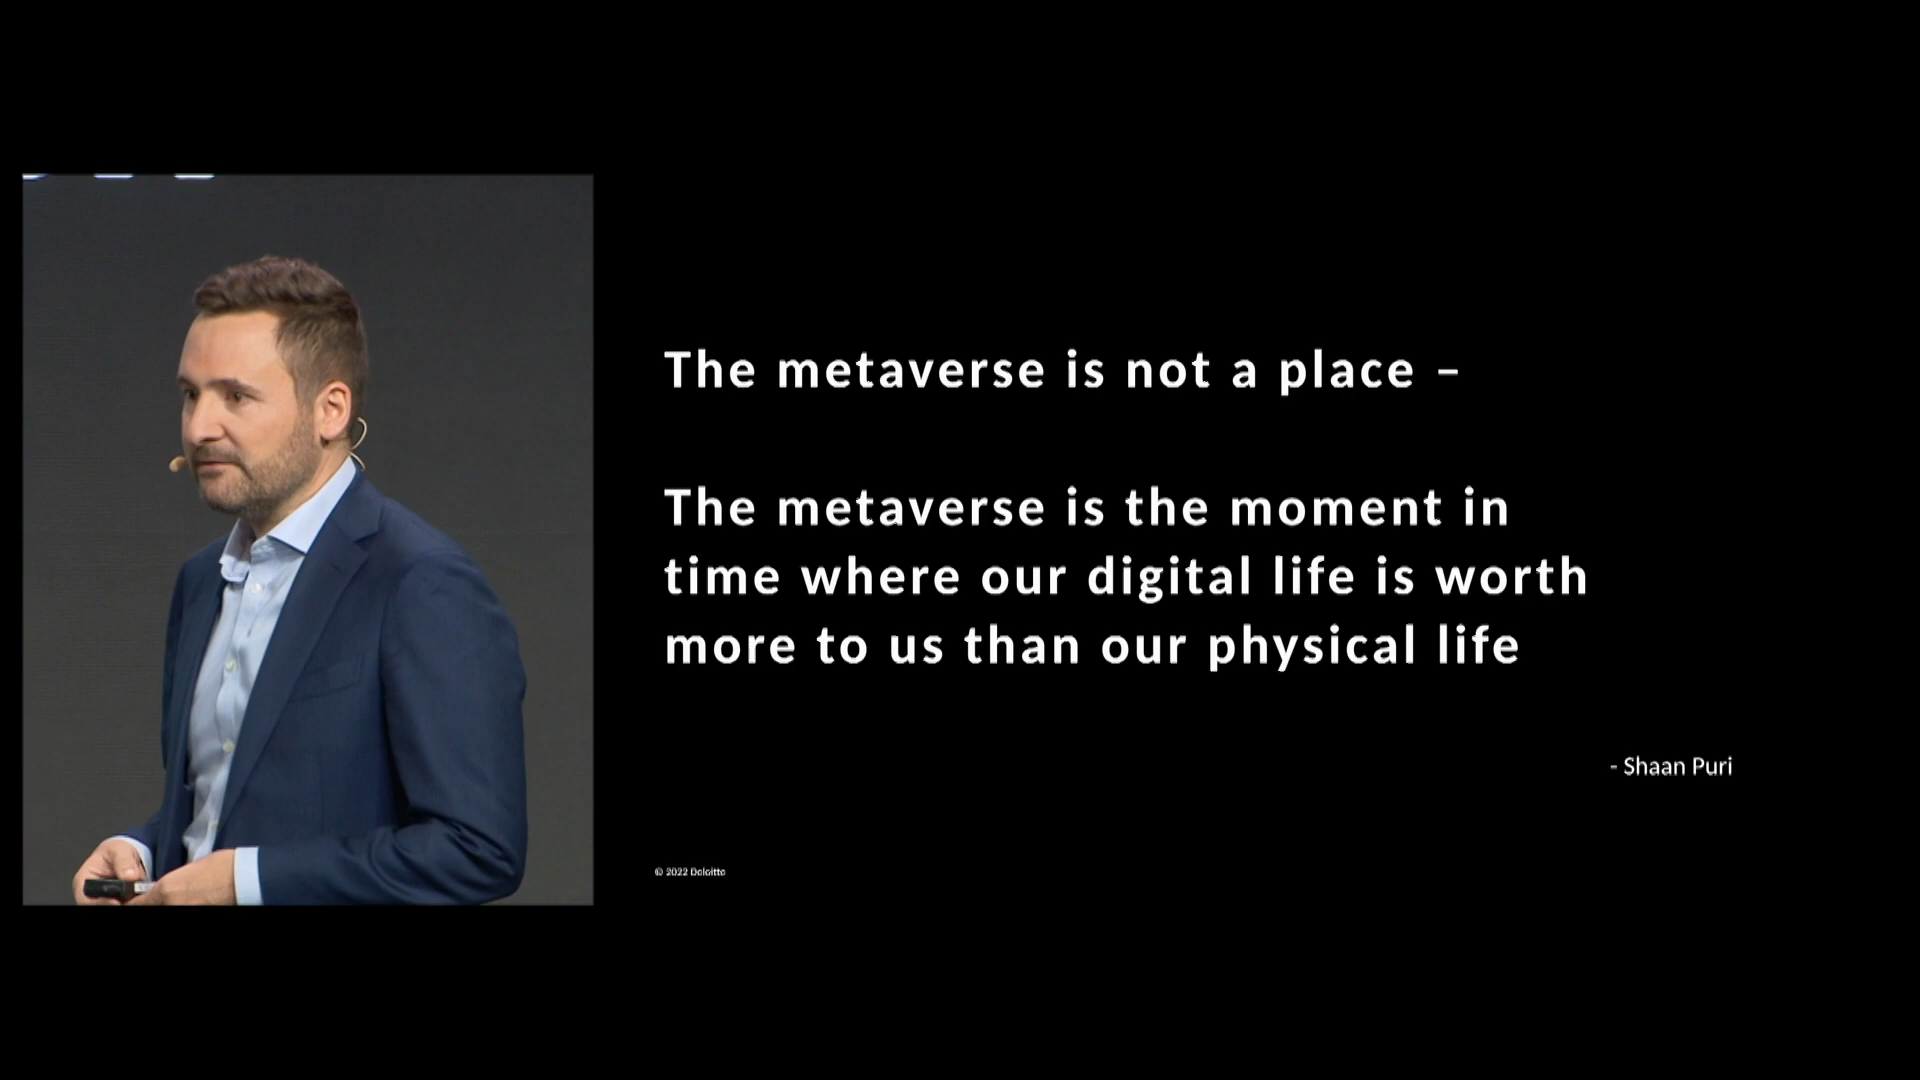 The metaverse is not a place –
The metaverse is the moment in
time where our digital life is worth
more to us than our physical life
- Shaan Puri
© 2022 Deloitte